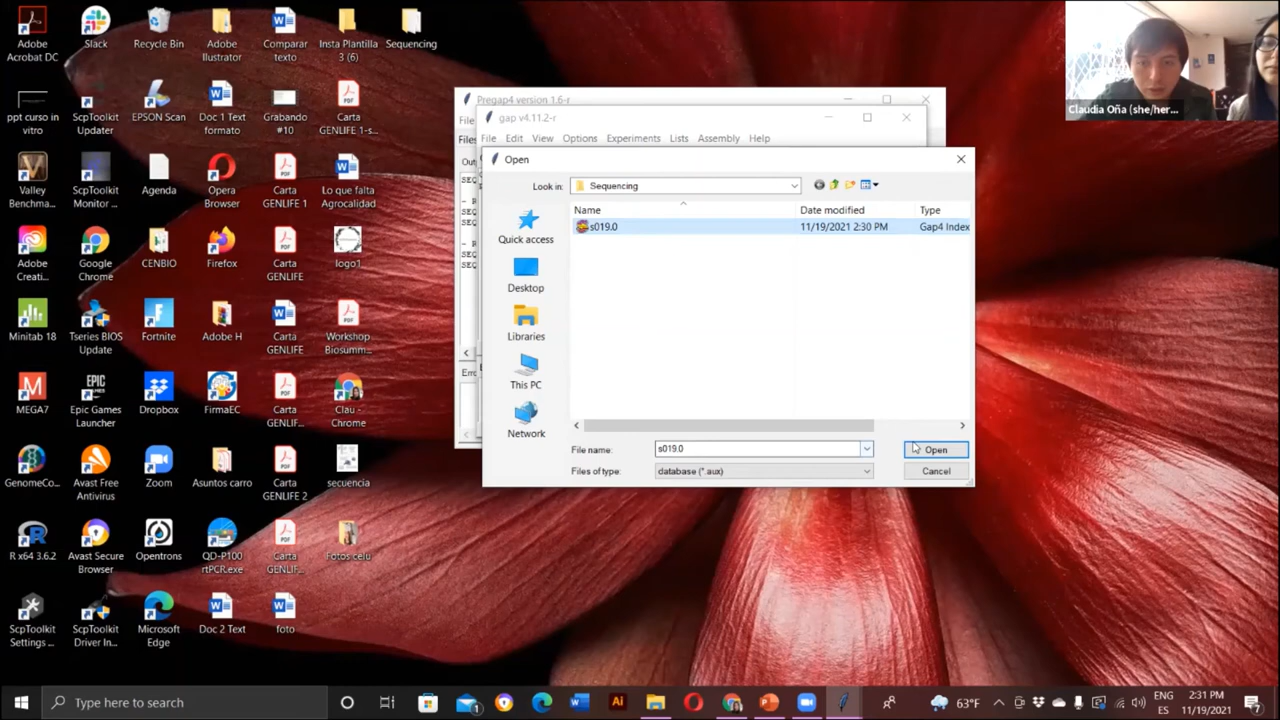 Adobe
Acrobat DC
Slack
Recycle Bin
Adobe
Ilustrator
Comparar
texto
Insta Plantilla
3 (6)
Sequencing
ppt curso in
vitro
ScpToolkit
Updater
EPSON Scan
Doc 1 Text
formato
Grabando
#10
Carta
GENLIFE 1-s...
Valley
Benchma...
ScpToolkit
Monitor ...
Agenda
Opera
Browser
Carta
GENLIFE 1
Lo que falta
Agrocalidad
Adobe
Creati...
Google
Chrome
CENBIO
Firefox
Carta
GENLIFE
logo1
Minitab 18
Tseries BIOS
Update
Fortnite
Adobe H
Carta
GENLIFE
Workshop
Biosumm...
MEGA7
Epic Games
Launcher
Dropbox
FirmaEC
Carta
GENLIF...
Clau -
Chrome
GenomeCo...
Avast Free
Antivirus
Zoom
Asuntos carro
Carta
GENLIFE 2
secuencia
R x64 3.6.2
Avast Secure
Browser
Opentrons
QD-P100
rtPCR.exe
Carta
GENLIF...
Fotos celu
ScpToolkit
Settings ...
ScpToolkit
Driver In...
Microsoft
Edge
Doc 2 Text
foto
Pregap4 version 1.6-r
gap v4.11.2-r
File Edit View Options Experiments Lists Assembly Help
Open
Look in: Sequencing
Name Date modified Type
s019.0 11/19/2021 2:30 PM Gap4 Index
Quick access
Desktop
Libraries
This PC
Network
File name: s019.0 Open
Files of type: database (*.aux) Cancel
Claudia Oña (she/her...
Type here to search
63°F
ENG
ES
2:31 PM
11/19/2021